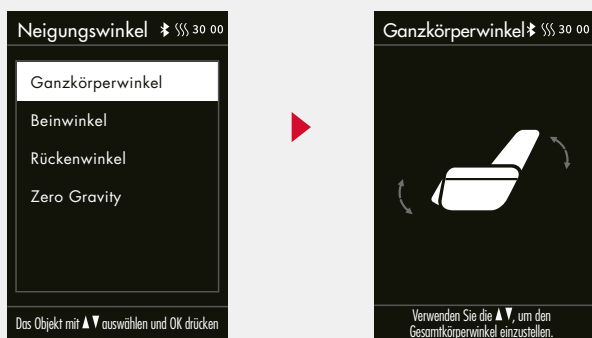 Neigungswinkel 30 00
Ganzkörperwinkel
Beinwinkel
Rückenwinkel
Zero Gravity
Das Objekt mit ▲▼ auswählen und OK drücken
Ganzkörperwinkel 30 00
Verwenden Sie die ▲▼, um den
Gesamtkörperwinkel einzustellen.